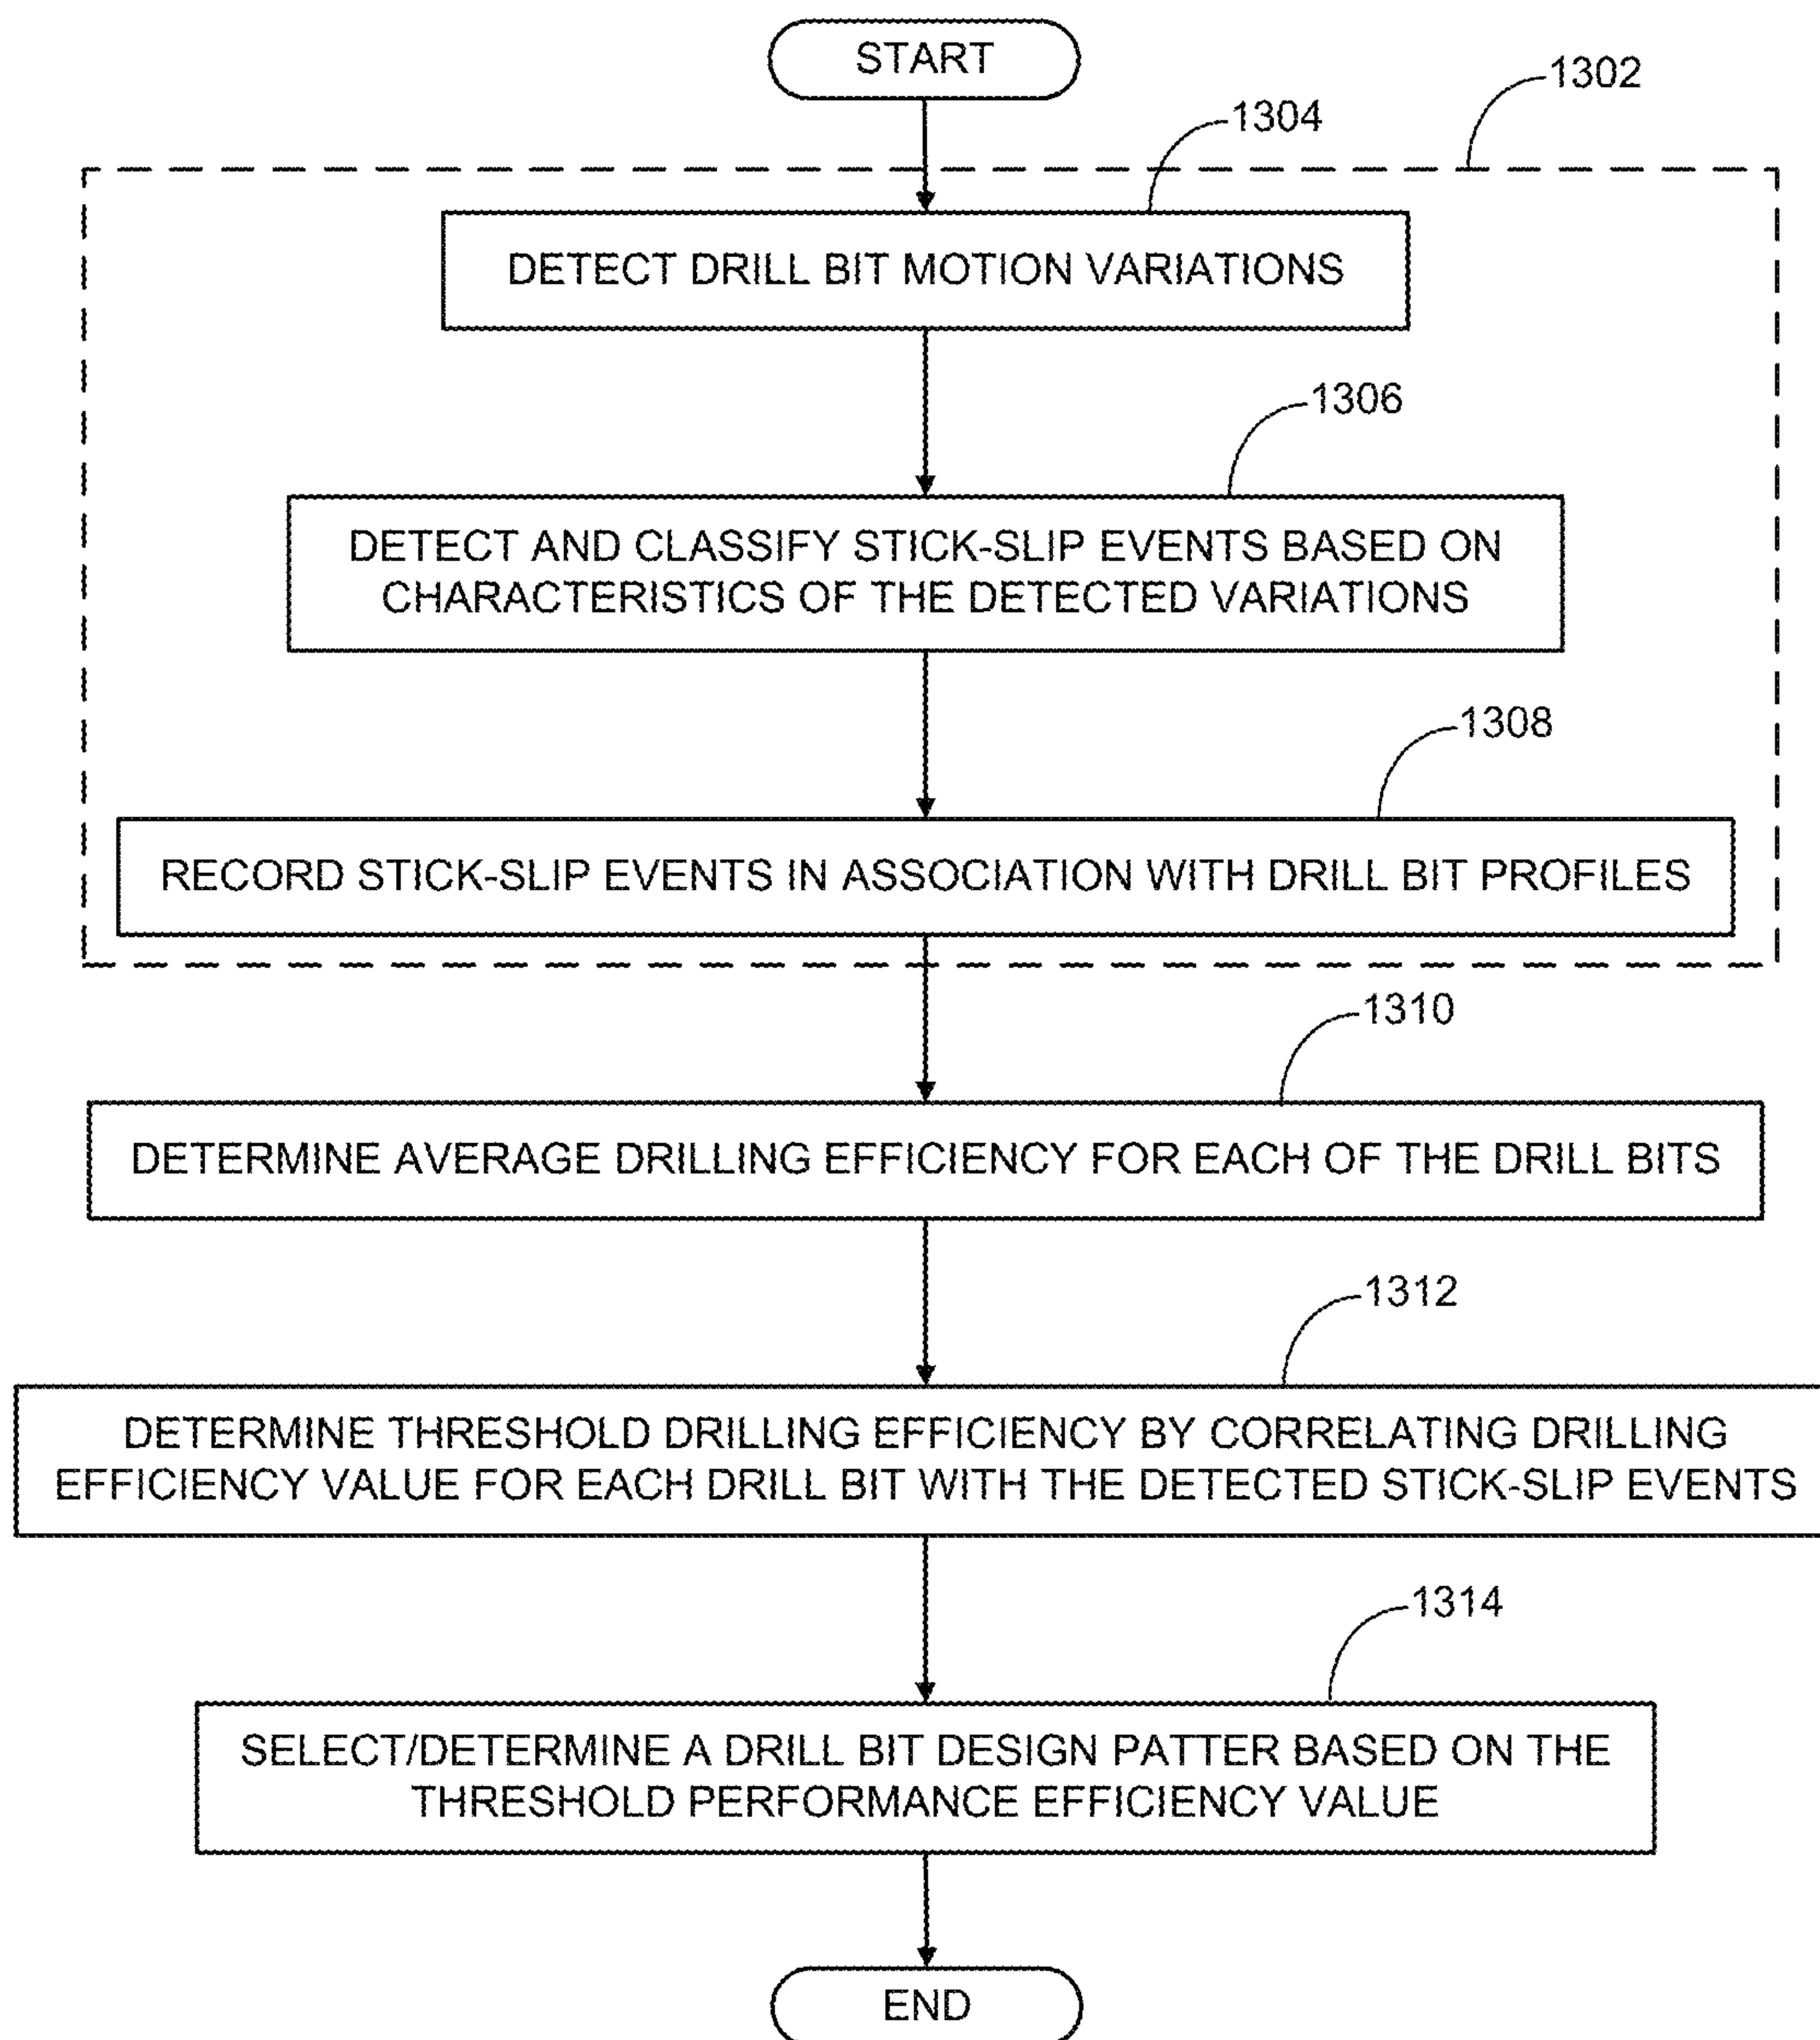 START
1302
1304
DETECT DRILL BIT MOTION VARIATIONS
1306
DETECT AND CLASSIFY STICK-SLIP EVENTS BASED ON
CHARACTERISTICS OF THE DETECTED VARIATIONS
1308
RECORD STICK-SLIP EVENTS IN ASSOCIATION WITH DRILL BIT PROFILES
1310
DETERMINE AVERAGE DRILLING EFFICIENCY FOR EACH OF THE DRILL BITS
1312
DETERMINE THRESHOLD DRILLING EFFICIENCY BY CORRELATING DRILLING
EFFICIENCY VALUE FOR EACH DRILL BIT WITH THE DETECTED STICK-SLIP EVENTS
1314
SELECT/DETERMINE A DRILL BIT DESIGN PATTER BASED ON THE
THRESHOLD PERFORMANCE EFFICIENCY VALUE
END